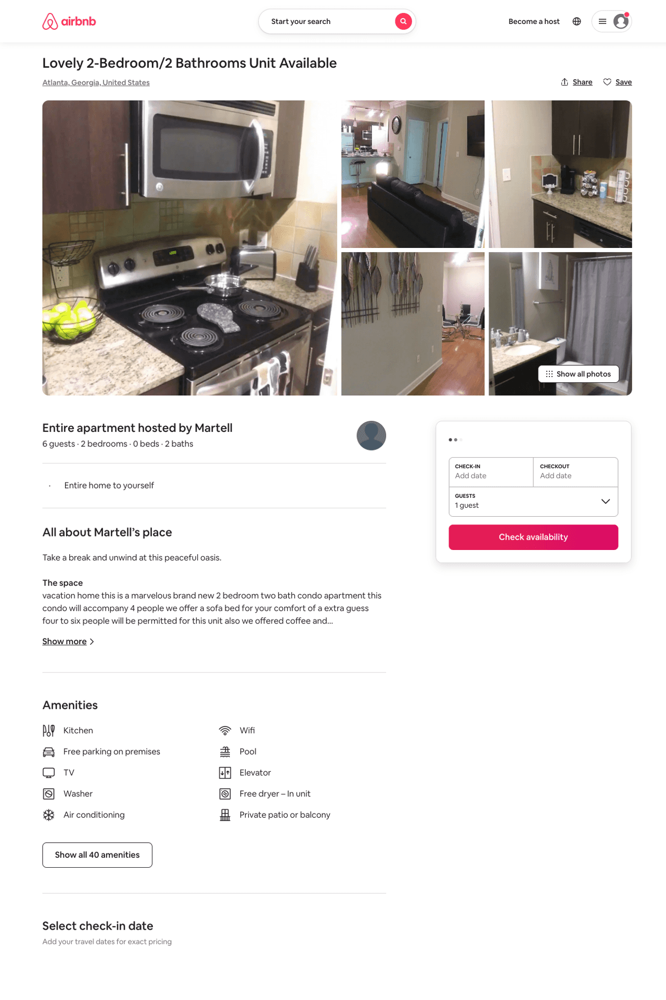 airbnb
Start your search
Become a host
Lovely 2-Bedroom/2 Bathrooms Unit Available
Atlanta, Georgia, United States
Share
Save
Show all photos
Entire apartment hosted by Martell
6 guests · 2 bedrooms · 0 beds · 2 baths
· Entire home to yourself
CHECK-IN
Add date
CHECKOUT
Add date
GUESTS
1 guest
Check availability
All about Martell’s place
Take a break and unwind at this peaceful oasis.
The space
vacation home this is a marvelous brand new 2 bedroom two bath condo apartment this
condo will accompany 4 people we offer a sofa bed for your comfort of a extra guess
four to six people will be permitted for this unit also we offered coffee and...
Show more
Amenities
Kitchen
Wifi
Free parking on premises
Pool
TV
Elevator
Washer
Free dryer – In unit
Air conditioning
Private patio or balcony
Show all 40 amenities
Select check-in date
Add your travel dates for exact pricing